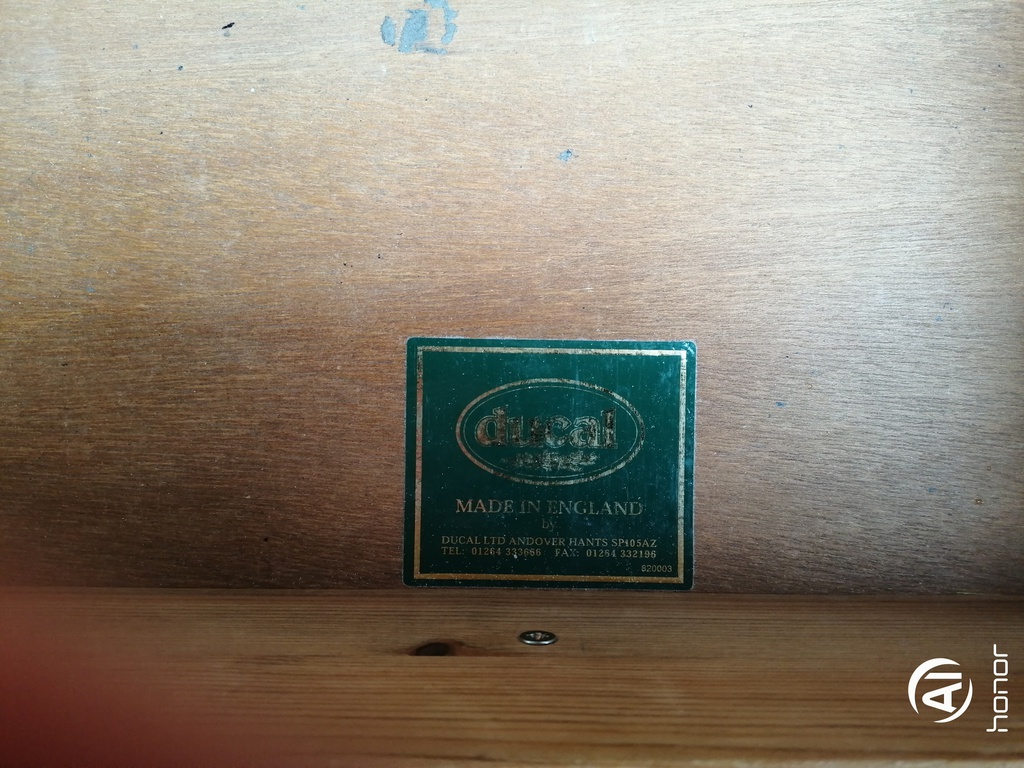 ducal
MADE IN ENGLAND
by
DUCAL LTD ANDOVER HANTS SP105AZ
TEL: 01264 333666 FAX: 01264 332196
820003
AI
honor